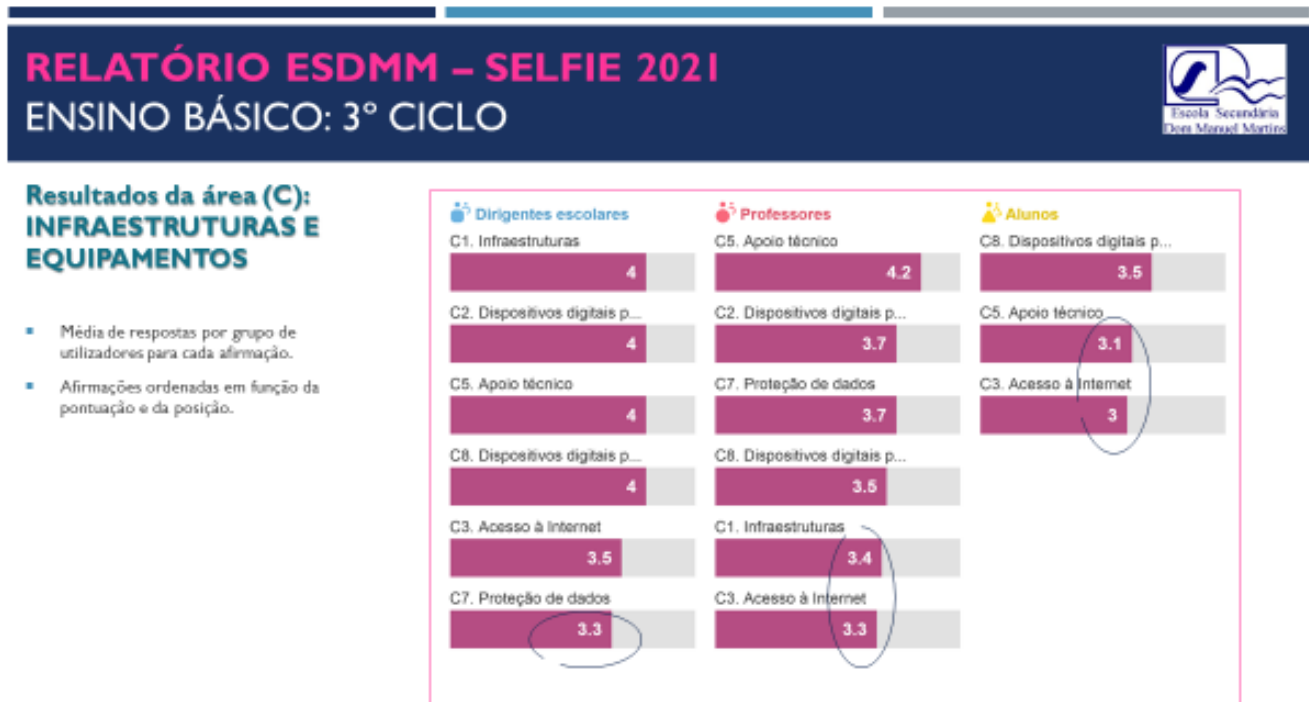 RELATÓRIO ESDMM – SELFIE 2021
ENSINO BÁSICO: 3º CICLO
Escola Secundária
Dom Manuel Martins
Resultados da área (C):
INFRAESTRUTURAS E
EQUIPAMENTOS
Média de respostas por grupo de
utilizadores para cada afirmação.
Afirmações ordenadas em função da
pontuação e da posição.
Dirigentes escolares
C1. Infraestruturas
4
C2. Dispositivos digitais p...
4
C5. Apoio técnico
4
C8. Dispositivos digitais p...
4
C3. Acesso à Internet
3.5
C7. Proteção de dados
3.3
Professores
C5. Apoio técnico
4.2
C2. Dispositivos digitais p...
3.7
C7. Proteção de dados
3.7
C8. Dispositivos digitais p...
3.5
C1. Infraestruturas
3.4
C3. Acesso à Internet
3.3
Alunos
C8. Dispositivos digitais p...
3.5
C5. Apoio técnico
3.1
C3. Acesso à Internet
3